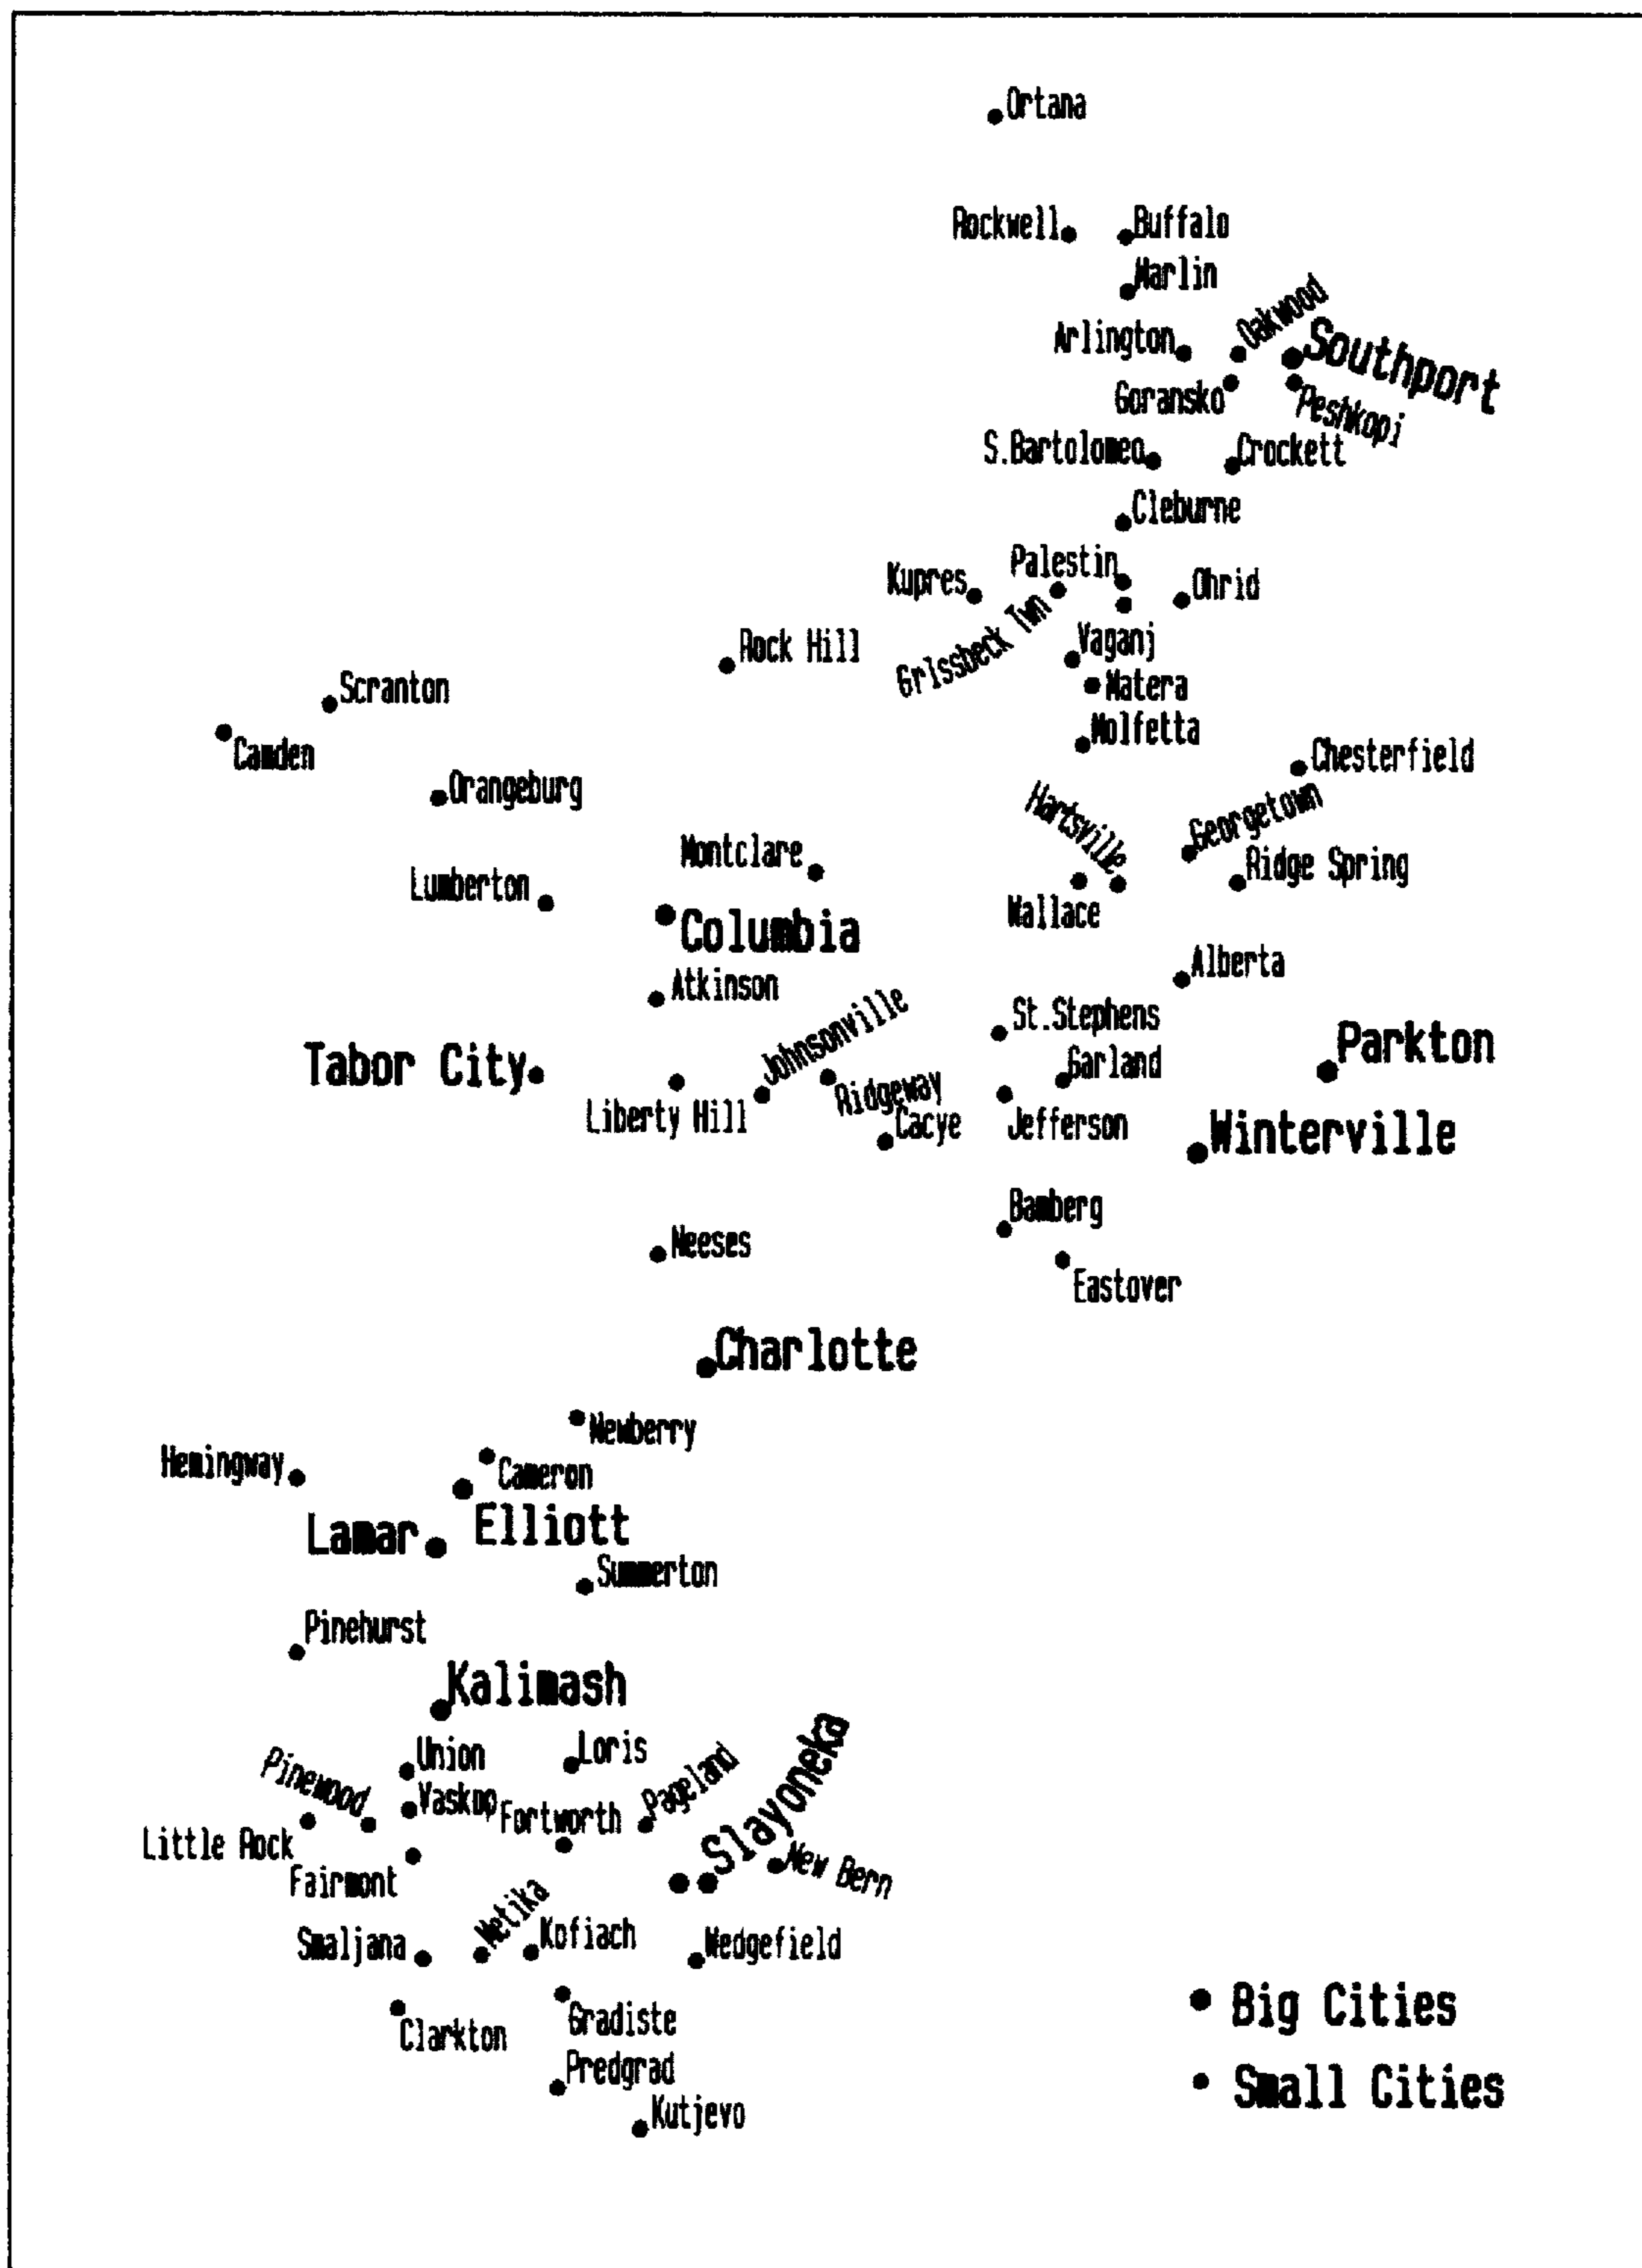 Ortana
Rockwell
Buffalo
Marlin
Oakwood
Arlington
Southport
Goransko
Peshkopi
S.Bartolomeo
Crockett
Cleburne
Palestin
Kupres
Ohrid
Grissbeck Twn
Vaganj
Rock Hill
Matera
Scranton
Molfetta
Camden
Chesterfield
Orangeburg
Hartsville
Georgetown
Montclare
Ridge Spring
Lumberton
Wallace
Columbia
Alberta
Atkinson
St.Stephens
Johnsonville
Parkton
Tabor City
Garland
Ridgeway
Liberty Hill
Cacye
Jefferson
Winterville
Bamberg
Neeses
Eastover
Charlotte
Newberry
Hemingway
Cameron
Elliott
Lamar
Summerton
Pinehurst
Kalimash
Union
Loris
Pinewood
Pageland
Slayoneka
Vaskop
Fortworth
Little Rock
New Bern
Fairmont
Metika
Kofiach
Smaljana
Wedgefield
Gradiste
Clarkton
Predgrad
Kutjevo
Big Cities
Small Cities